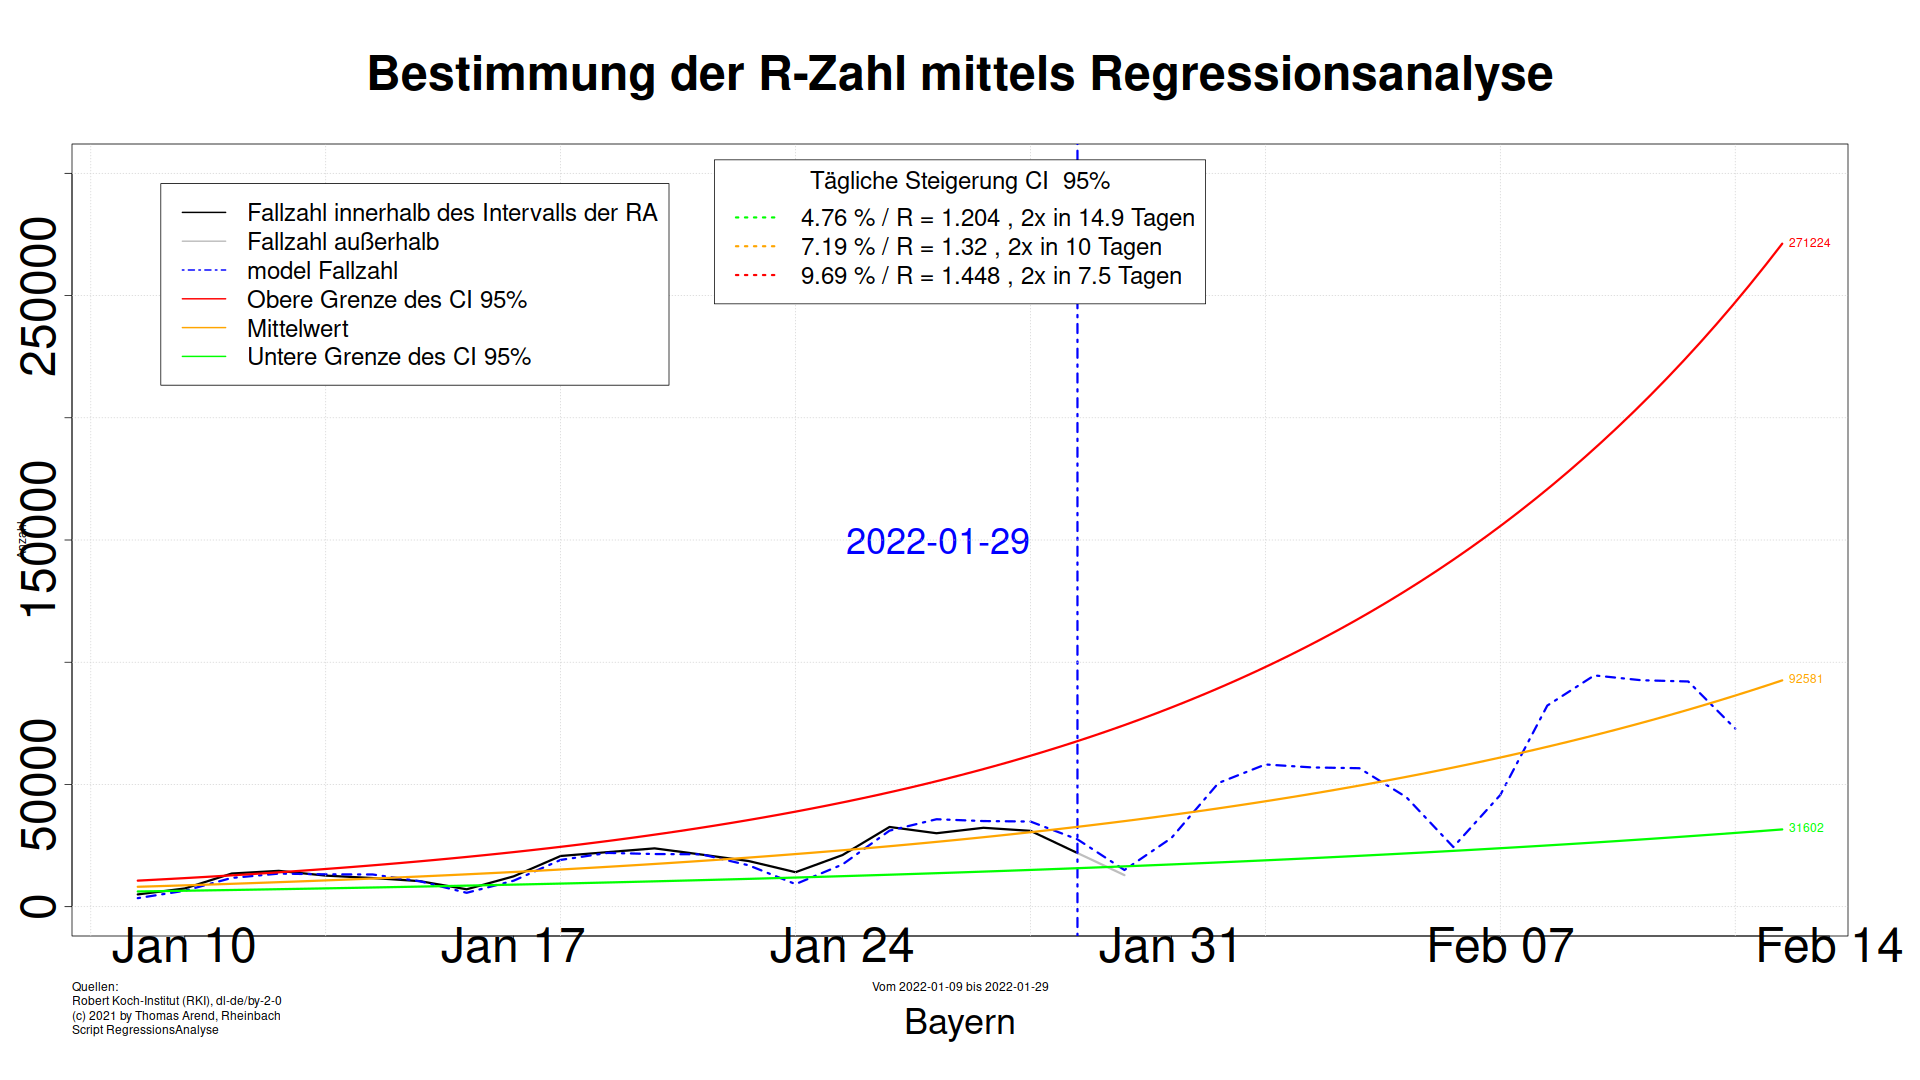 Bestimmung der R-Zahl mittels Regressionsanalyse
Fallzahl innerhalb des Intervalls der RA
Fallzahl außerhalb
model Fallzahl
Obere Grenze des CI 95%
Mittelwert
Untere Grenze des CI 95%
Tägliche Steigerung CI  95%
4.76 % / R = 1.204 , 2x in 14.9 Tagen
7.19 % / R = 1.32 , 2x in 10 Tagen
9.69 % / R = 1.448 , 2x in 7.5 Tagen
271224
92581
31602
2022-01-29
250000
150000
50000
0
Anzahl
Jan 10
Jan 17
Jan 24
Jan 31
Feb 07
Feb 14
Quellen:
Robert Koch-Institut (RKI), dl-de/by-2-0
(c) 2021 by Thomas Arend, Rheinbach
Script RegressionsAnalyse
Vom 2022-01-09 bis 2022-01-29
Bayern